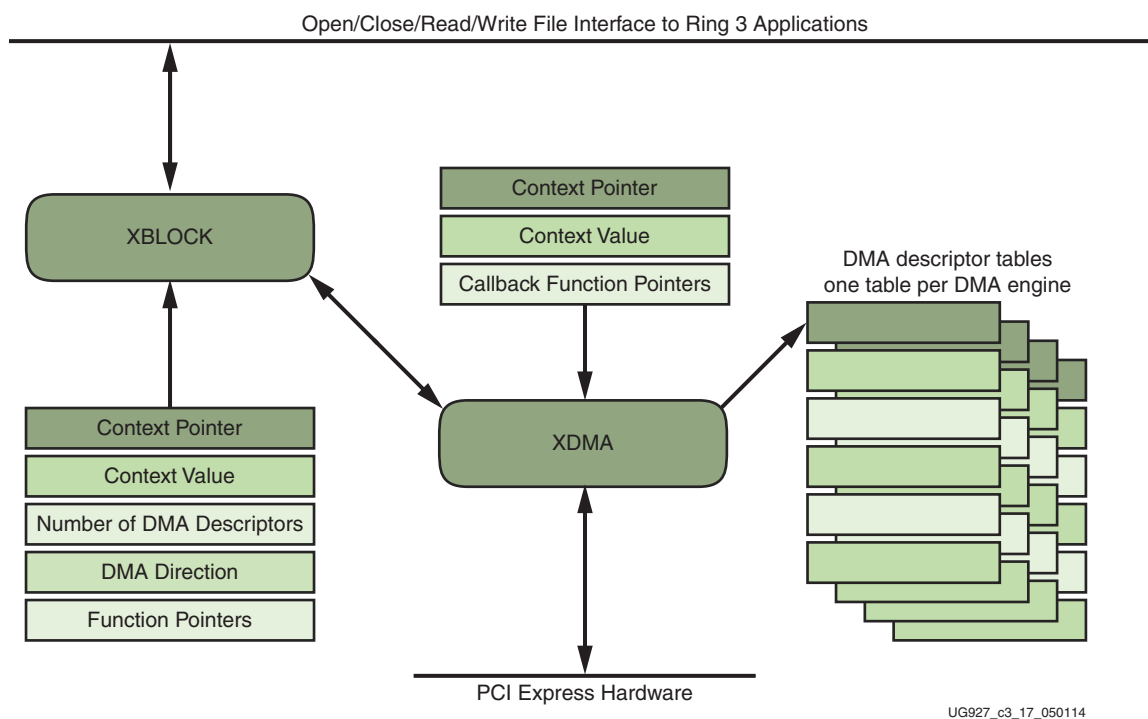 Open/Close/Read/Write File Interface to Ring 3 Applications
XBLOCK
Context Pointer
Context Value
Callback Function Pointers
DMA descriptor tables
one table per DMA engine
Context Pointer
Context Value
Number of DMA Descriptors
DMA Direction
Function Pointers
XDMA
PCI Express Hardware
UG927_c3_17_050114